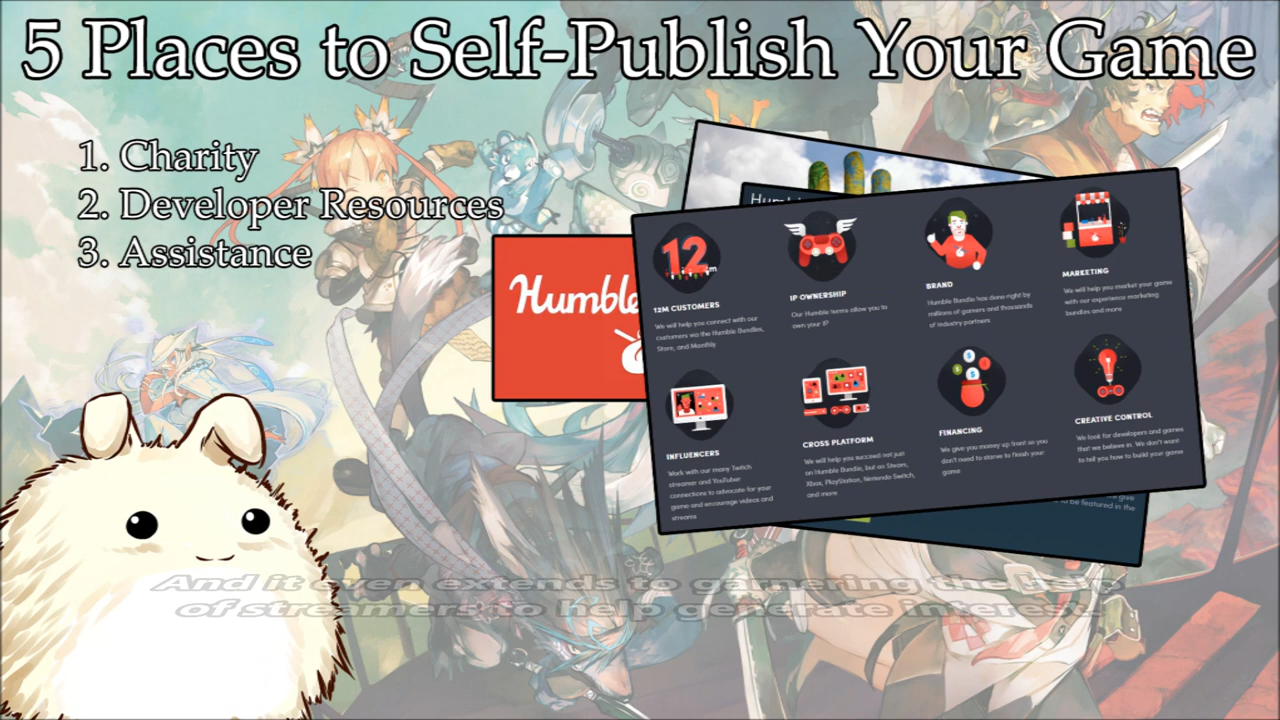 5 Places to Self-Publish Your Game
1. Charity
2. Developer Resources
3. Assistance
Humble
12
12M CUSTOMERS
We will help you connect with our
customers via the Humble Bundles,
Store, and Monthly
IP OWNERSHIP
Our Humble terms allow you to
own your IP
BRAND
Humble Bundle has done right by
millions of gamers and thousands
of industry partners
MARKETING
We will help you market your game
with our experience marketing
bundles and more
INFLUENCERS
Work with our many Twitch
streamer and YouTuber
connections to advocate for your
game and encourage videos and
streams
CROSS PLATFORM
We will help you succeed not just
on Humble Bundle, but on Steam,
Xbox, PlayStation, Nintendo Switch,
and more
FINANCING
We give you money up front so you
don't need to starve to finish your
game
CREATIVE CONTROL
We look for developers and games
that we believe in. We don't want
to tell you how to build your game
to be featured in the
And it even extends to garnering the help
of streamers to help generate interest.